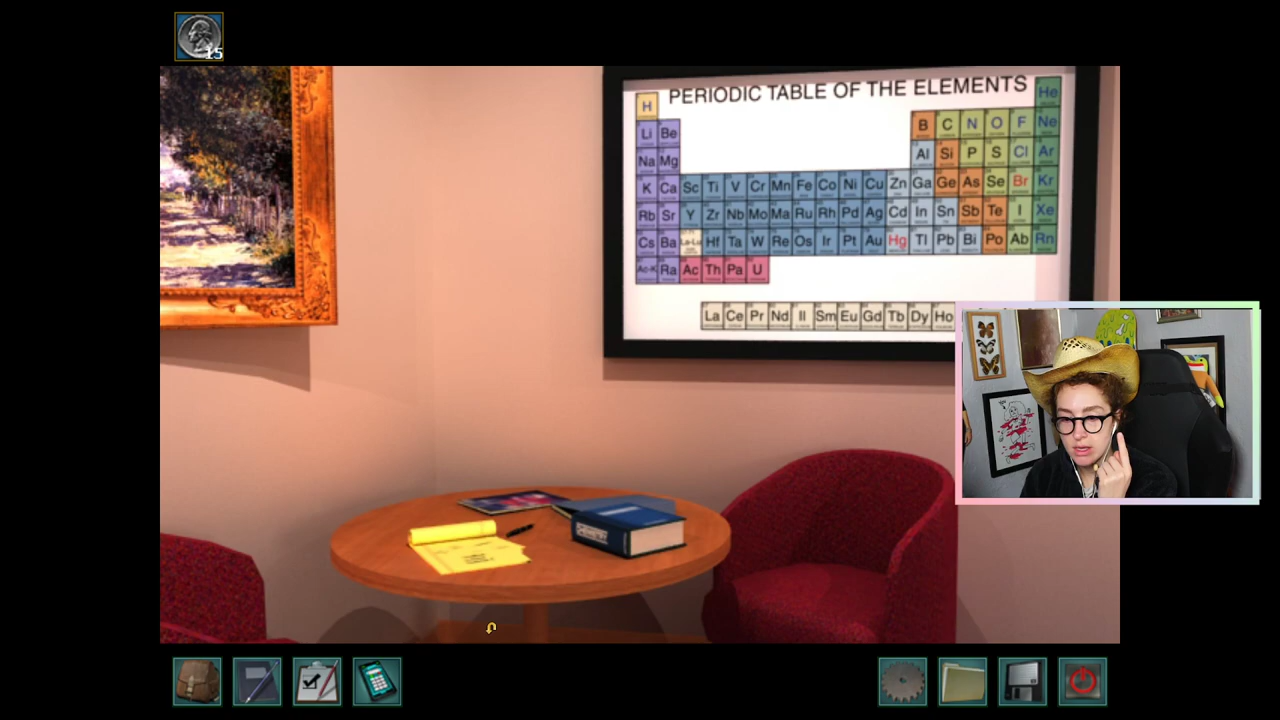 15
PERIODIC TABLE OF THE ELEMENTS
H He
Li Be B C N O F Ne
Na Mg Al Si P S Cl Ar
K Ca Sc Ti V Cr Mn Fe Co Ni Cu Zn Ga Ge As Se Br Kr
Rb Sr Y Zr Nb Mo Ma Ru Rh Pd Ag Cd In Sn Sb Te I Xe
Cs Ba La-Lu Hf Ta W Re Os Ir Pt Au Hg Tl Pb Bi Po Ab Rn
Ac-K Ra Ac Th Pa U
La Ce Pr Nd Il Sm Eu Gd Tb Dy Ho